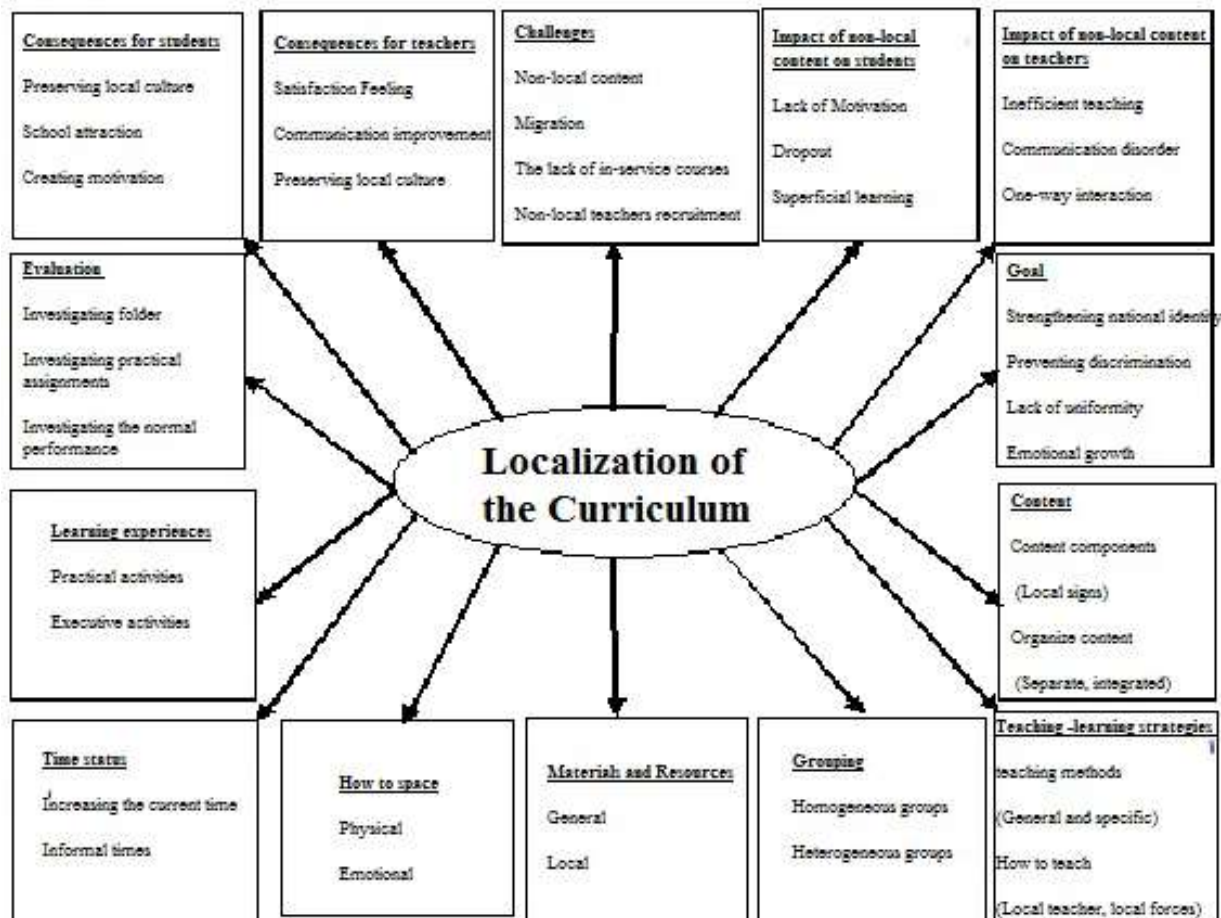 Consequences for students
Preserving local culture
School attraction
Creating motivation
Consequences for teachers
Satisfaction Feeling
Communication improvement
Preserving local culture
Challenges
Non-local content
Migration
The lack of in-service courses
Non-local teachers recruitment
Impact of non-local
content on students
Lack of Motivation
Dropout
Superficial learning
Impact of non-local content
on teachers
Inefficient teaching
Communication disorder
One-way interaction
Evaluation
Investigating folder
Investigating practical
assignments
Investigating the normal
performance
Goal
Strengthening national identity
Preventing discrimination
Lack of uniformity
Emotional growth
Localization of
the Curriculum
Learning experiences
Practical activities
Executive activities
Content
Content components
(Local signs)
Organize content
(Separate, integrated)
Time status
Increasing the current time
Informal times
How to space
Physical
Emotional
Materials and Resources
General
Local
Grouping
Homogeneous groups
Heterogeneous groups
Teaching -learning strategies
teaching methods
(General and specific)
How to teach
(Local teacher, local forces)